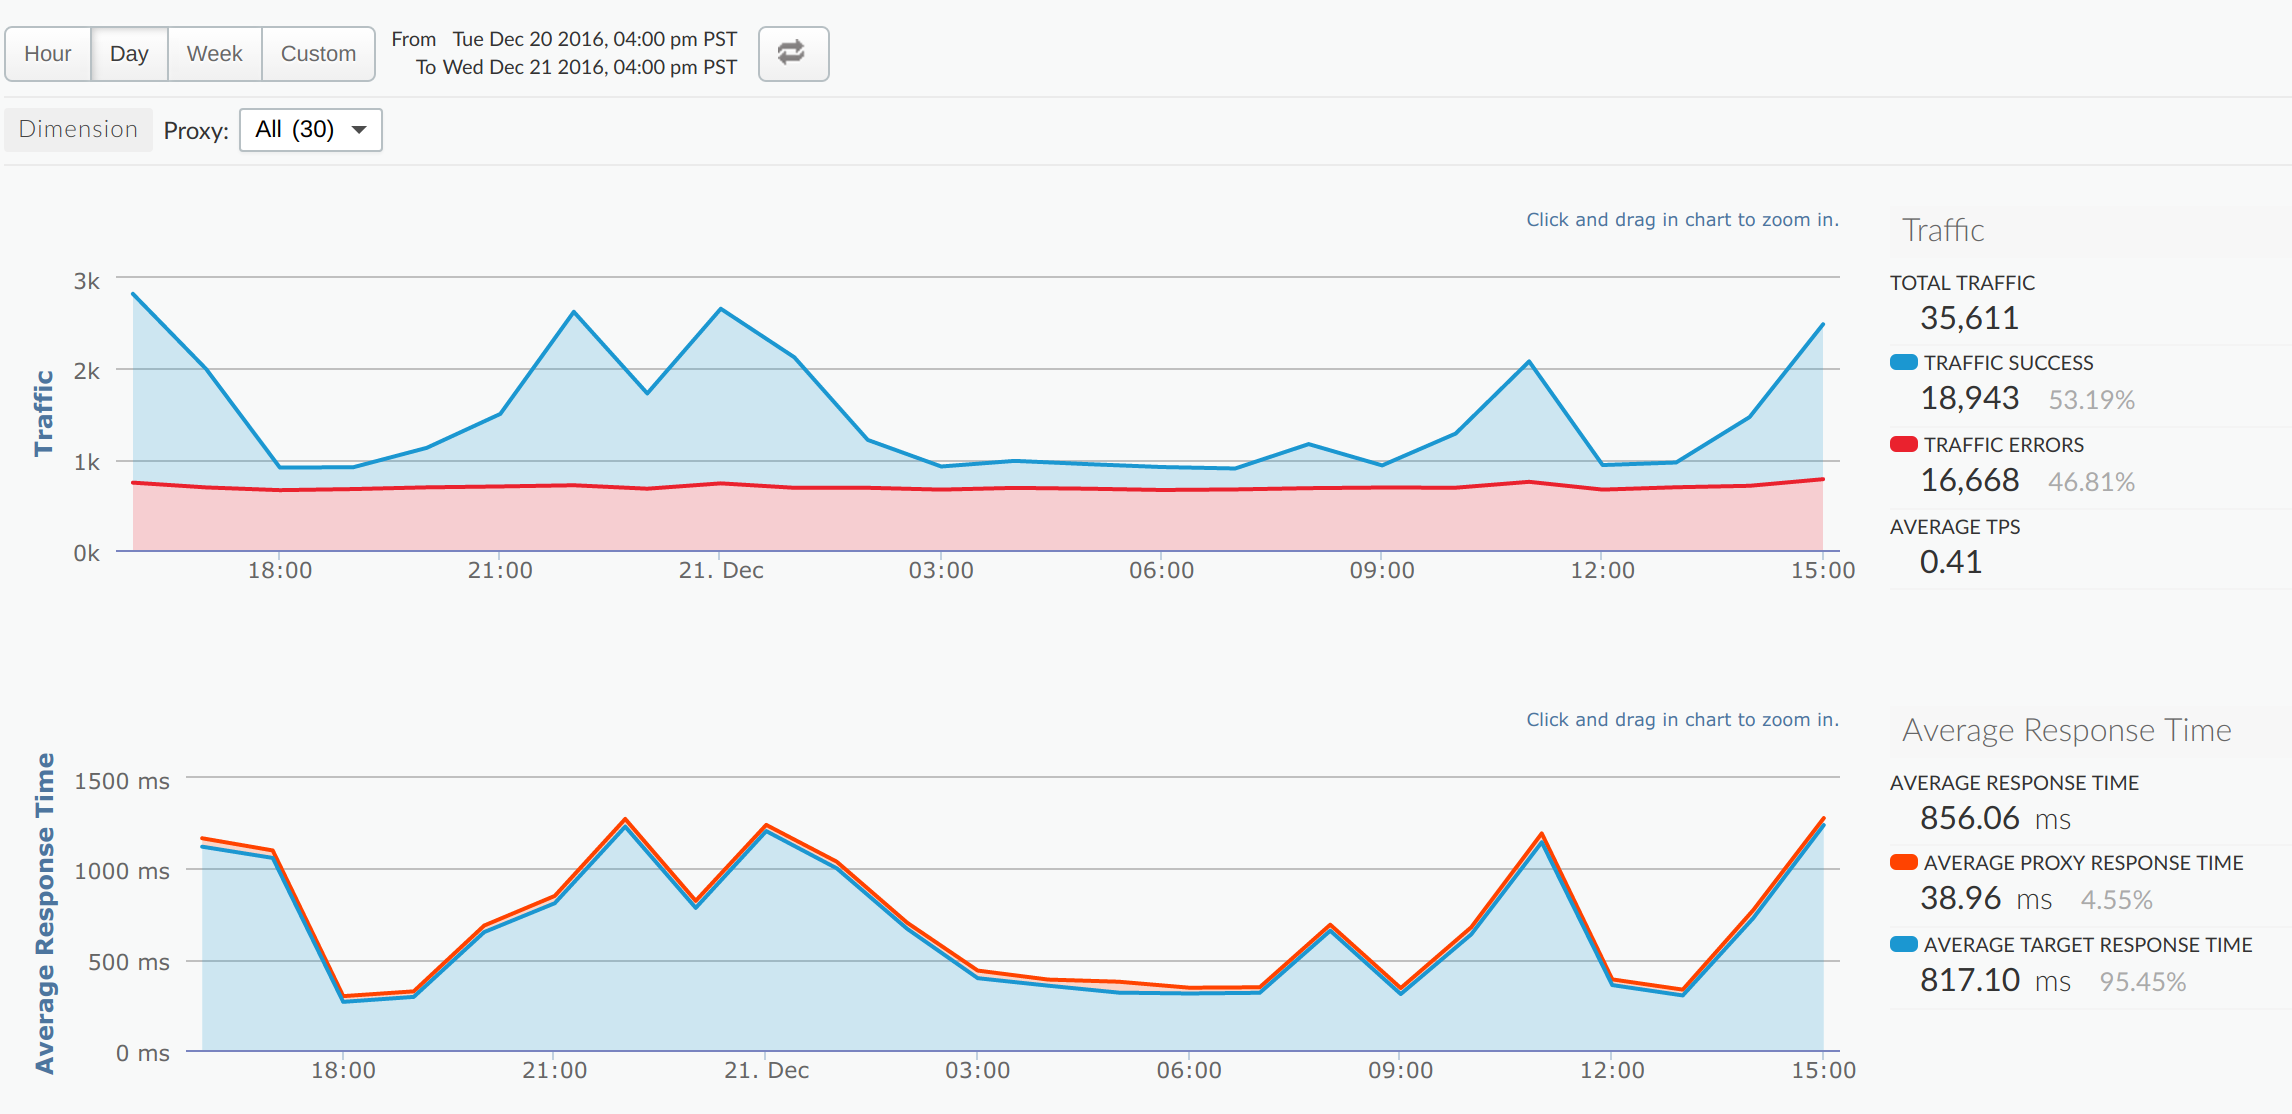 Hour Day Week Custom
From Tue Dec 20 2016, 04:00 pm PST
To Wed Dec 21 2016, 04:00 pm PST
Dimension Proxy: All (30)
Click and drag in chart to zoom in.
Traffic
3k
2k
1k
0k
18:00 21:00 21. Dec 03:00 06:00 09:00 12:00 15:00
Traffic
TOTAL TRAFFIC
35,611
TRAFFIC SUCCESS
18,943 53.19%
TRAFFIC ERRORS
16,668 46.81%
AVERAGE TPS
0.41
Click and drag in chart to zoom in.
Average Response Time
1500 ms
1000 ms
500 ms
0 ms
18:00 21:00 21. Dec 03:00 06:00 09:00 12:00 15:00
Average Response Time
AVERAGE RESPONSE TIME
856.06 ms
AVERAGE PROXY RESPONSE TIME
38.96 ms 4.55%
AVERAGE TARGET RESPONSE TIME
817.10 ms 95.45%